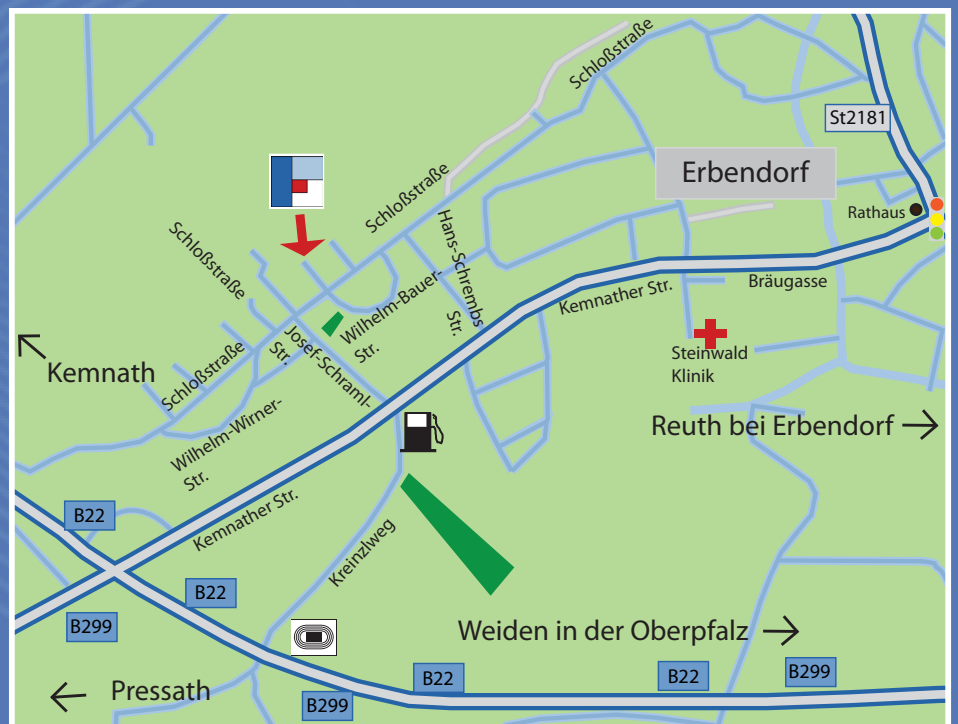 Schloßstraße
St2181
Erbendorf
Rathaus
Schloßstraße
Hans-Schrembs
Str.
Schloßstraße
Wilhelm-Bauer-
Str.
Kemnather Str.
Bräugasse
Steinwald
Klinik
Kemnath
Schloßstraße
Josef-Schraml-
Str.
Wilhelm-Wirner-
Str.
Reuth bei Erbendorf
B22
Kemnather Str.
Kreinzlweg
B22
B299
Weiden in der Oberpfalz
Pressath
B299
B22
B22
B299